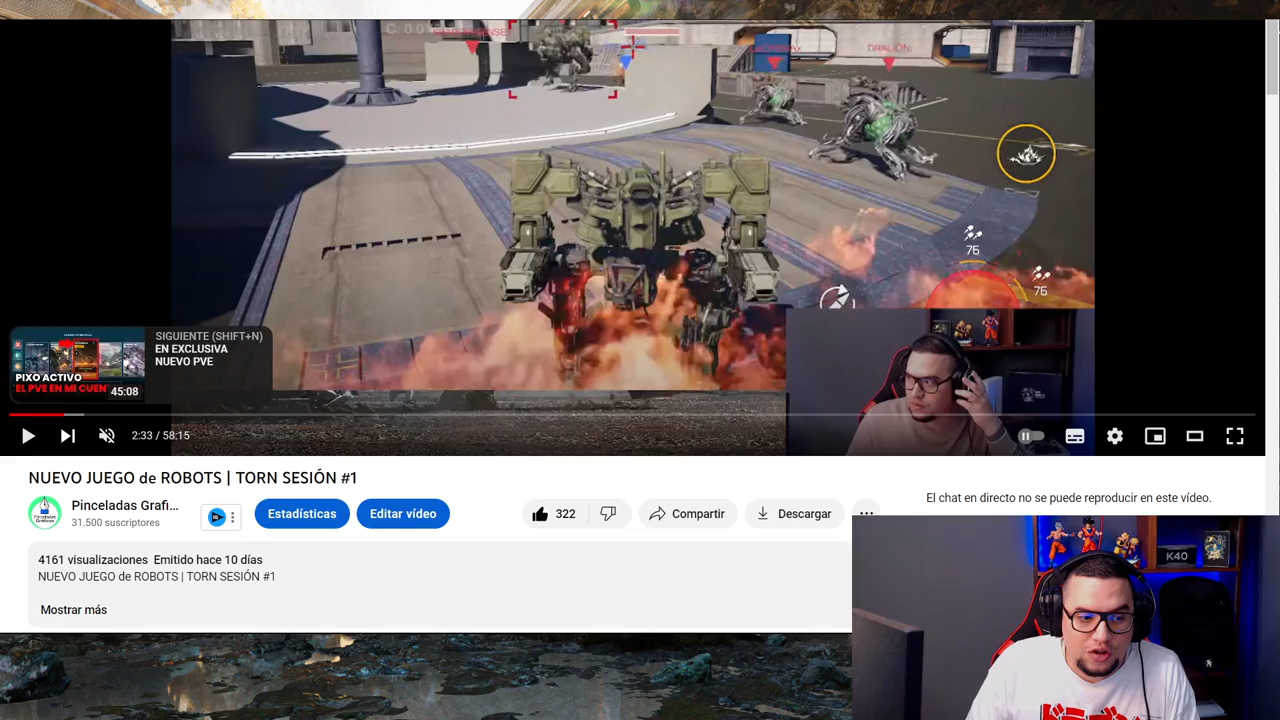 DRALION
75
75
SIGUIENTE (SHIFT+N)
EN EXCLUSIVA
NUEVO PVE
PIXO ACTIVO
45:08
2:33 / 58:15
NUEVO JUEGO de ROBOTS | TORN SESIÓN #1
Pinceladas Grafi...
31.500 suscriptores
Estadísticas
Editar vídeo
322
Compartir
Descargar
El chat en directo no se puede reproducir en este vídeo.
4161 visualizaciones Emitido hace 10 días
NUEVO JUEGO de ROBOTS | TORN SESIÓN #1
Mostrar más
K40